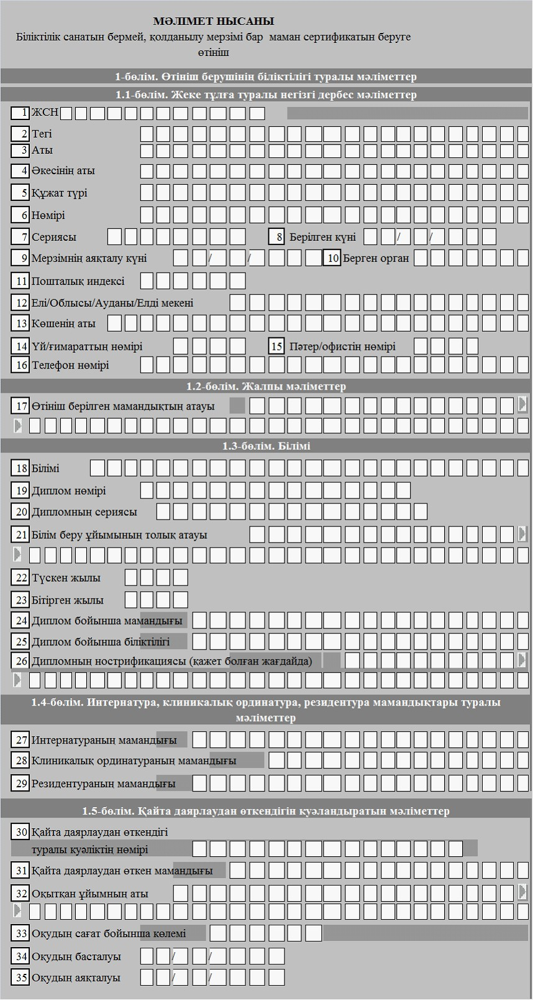 МӘЛІМЕТ НЫСАНЫ
Біліктілік санатын бермей, қолданылу мерзімі бар маман сертификатын беруге
өтініш
1-бөлім. Өтініш берушінің біліктілігі туралы мәліметтер
1.1-бөлім. Жеке тұлға туралы негізгі дербес мәліметтер
1 ЖСН
2 Тегі
3 Аты
4 Әкесінің аты
5 Құжат түрі
6 Нөмірі
7 Сериясы 8 Берілген күні / /
9 Мерзімнің аяқталу күні / / 10 Берген орган
11 Пошталық индексі
12 Елі/Облысы/Ауданы/Елді мекені
13 Көшенің аты
14 Үй/ғимараттың нөмірі 15 Пәтер/офистің нөмірі
16 Телефон нөмірі
1.2-бөлім. Жалпы мәліметтер
17 Өтініш берілген мамандықтың атауы
1.3-бөлім. Білімі
18 Білімі
19 Диплом нөмірі
20 Дипломның сериясы
21 Білім беру ұйымының толық атауы
22 Түскен жылы
23 Бітірген жылы
24 Диплом бойынша мамандығы
25 Диплом бойынша біліктілігі
26 Дипломның нострификациясы (қажет болған жағдайда)
1.4-бөлім. Интернатура, клиникалық ординатура, резидентура мамандықтары туралы
мәліметтер
27 Интернатураның мамандығы
28 Клиникалық ординатураның мамандығы
29 Резидентураның мамандығы
1.5-бөлім. Қайта даярлаудан өткендігін куәландыратын мәліметтер
30 Қайта даярлаудан өткендігі
туралы куәліктің нөмірі
31 Қайта даярлаудан өткен мамандығы
32 Оқытқан ұйымның аты
33 Оқудың сағат бойынша көлемі
34 Оқудың басталуы / /
35 Оқудың аяқталуы / /